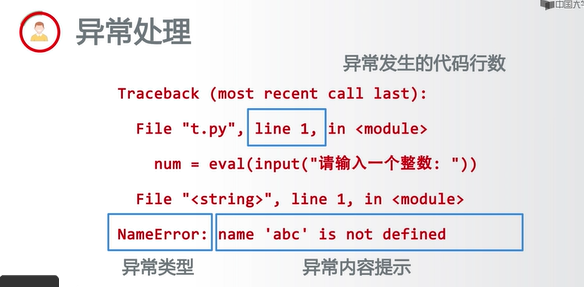 中国大学
异常处理
异常发生的代码行数
Traceback (most recent call last):
File "t.py", line 1, in <module>
num = eval(input("请输入一个整数: "))
File "<string>", line 1, in <module>
NameError: name 'abc' is not defined
异常类型 异常内容提示